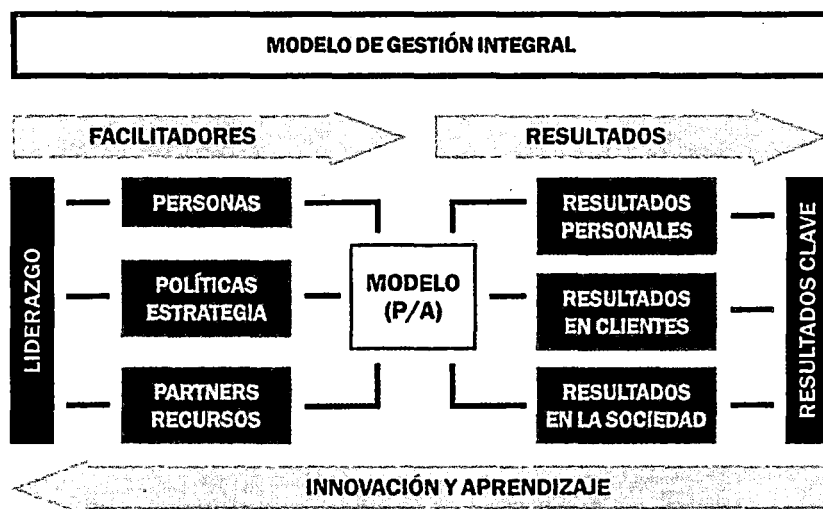 MODELO DE GESTIÓN INTEGRAL
FACILITADORES
RESULTADOS
LIDERAZGO
PERSONAS
POLÍTICAS
ESTRATEGIA
PARTNERS
RECURSOS
MODELO
(P/A)
RESULTADOS
PERSONALES
RESULTADOS
EN CLIENTES
RESULTADOS
EN LA SOCIEDAD
RESULTADOS CLAVE
INNOVACIÓN Y APRENDIZAJE